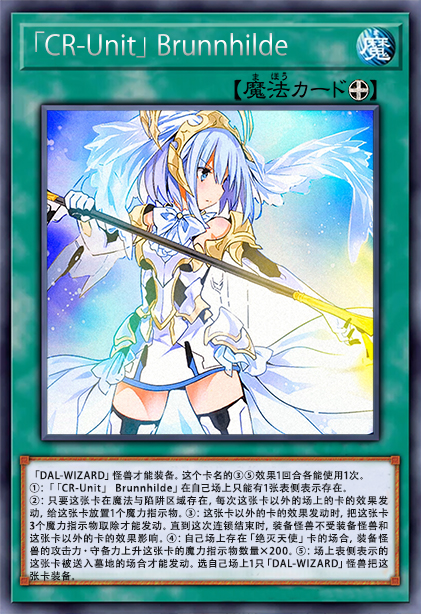 「CR-Unit」 Brunnhilde
魔
まほう
【魔法カード】
「DAL-WIZARD」怪兽才能装备。这个卡名的③⑤效果1回合各能使用1次。
①:「「CR-Unit」 Brunnhilde」在自己场上只能有1张表侧表示存在。
②: 只要这张卡在魔法与陷阱区域存在, 每次这张卡以外的场上的卡的效果发
动, 给这张卡放置1个魔力指示物。③: 这张卡以外的卡的效果发动时, 把这张卡
3个魔力指示物取除才能发动。直到这次连锁结束时, 装备怪兽不受装备怪兽和
这张卡以外的卡的效果影响。④: 自己场上存在「绝灭天使」卡的场合, 装备怪
兽的攻击力·守备力上升这张卡的魔力指示物数量×200。⑤: 场上表侧表示的
这张卡被送入墓地的场合才能发动。选自己场上1只「DAL-WIZARD」怪兽把这
张卡装备。